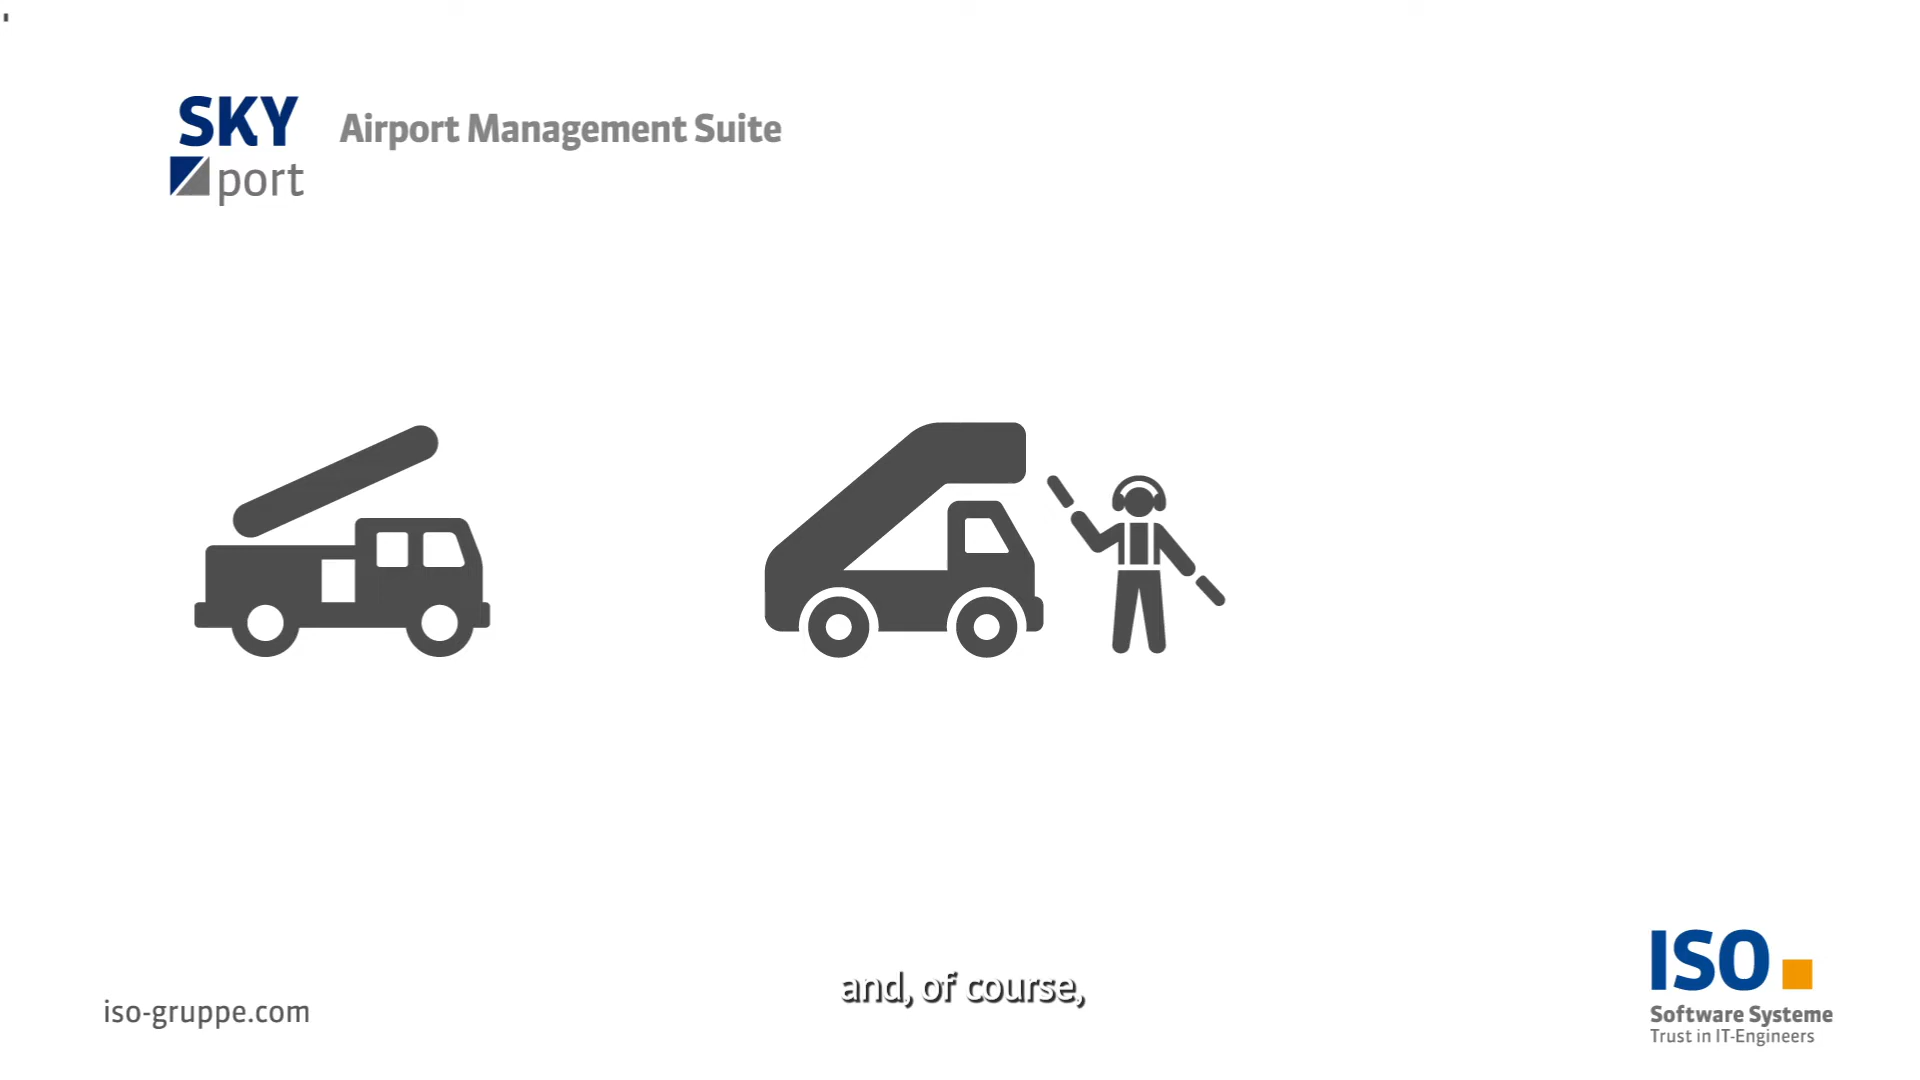 SKY
port
Airport Management Suite
and, of course,
iso-gruppe.com
ISO
Software Systeme
Trust in IT-Engineers